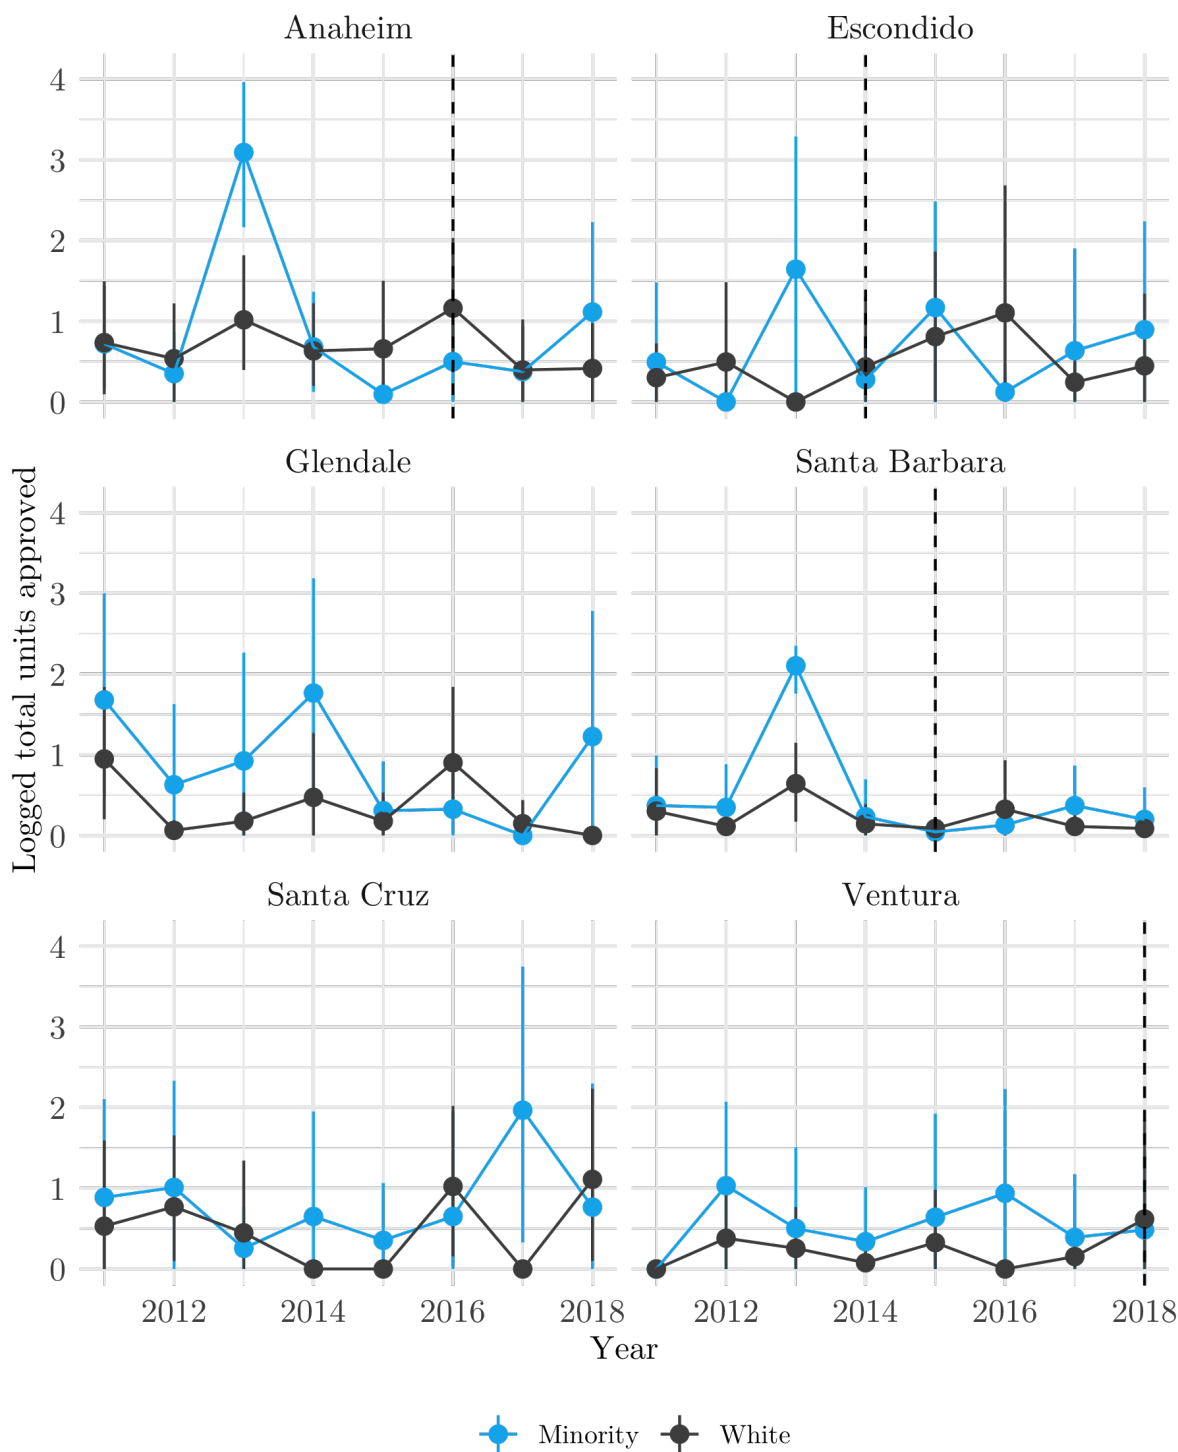 Anaheim Escondido
4
3
2
1
0
Glendale Santa Barbara
4
3
2
1
0
Logged total units approved
Santa Cruz Ventura
4
3
2
1
0
2012 2014 2016 2018 2012 2014 2016 2018
Year
Minority White